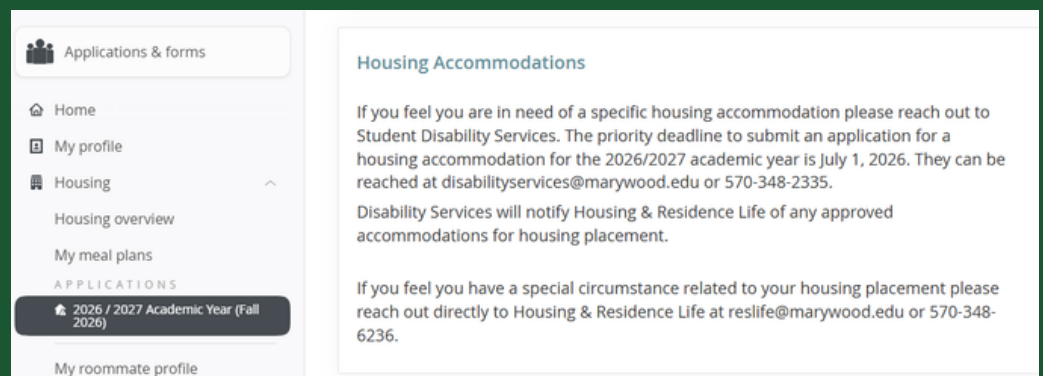 Applications & forms
Home
My profile
Housing
Housing overview
My meal plans
APPLICATIONS
2026 / 2027 Academic Year (Fall
2026)
My roommate profile
Housing Accommodations
If you feel you are in need of a specific housing accommodation please reach out to
Student Disability Services. The priority deadline to submit an application for a
housing accommodation for the 2026/2027 academic year is July 1, 2026. They can be
reached at disabilityservices@marywood.edu or 570-348-2335.
Disability Services will notify Housing & Residence Life of any approved
accommodations for housing placement.
If you feel you have a special circumstance related to your housing placement please
reach out directly to Housing & Residence Life at reslife@marywood.edu or 570-348-
6236.